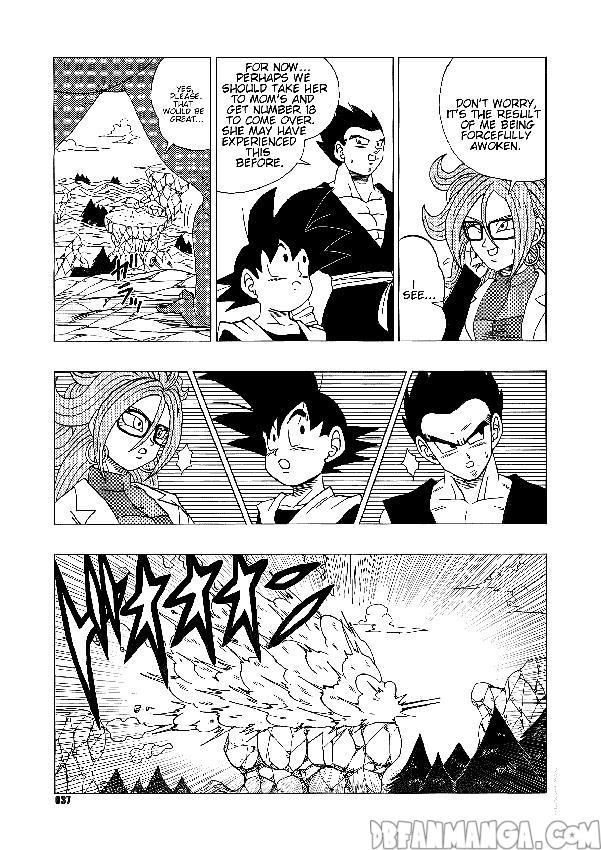 DON'T WORRY,
IT'S THE RESULT
OF ME BEING
FORCEFULLY
AWOKEN.
I
SEE...
FOR NOW...
PERHAPS WE
SHOULD TAKE HER
TO MOM'S AND
GET NUMBER 18
TO COME OVER.
SHE MAY HAVE
EXPERIENCED
THIS
BEFORE.
YES,
PLEASE.
THAT
WOULD BE
GREAT...
037
DBFANMANGA.COM